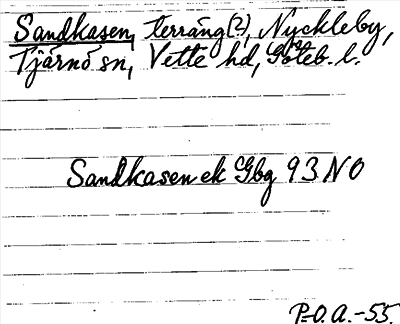 Sandkasen, terräng(?), Nyckleby,
Tjärnö sn, Vette hd, Göteb. l.
Sandkasen ek Gbg 93 NO
P-O.A.-55.